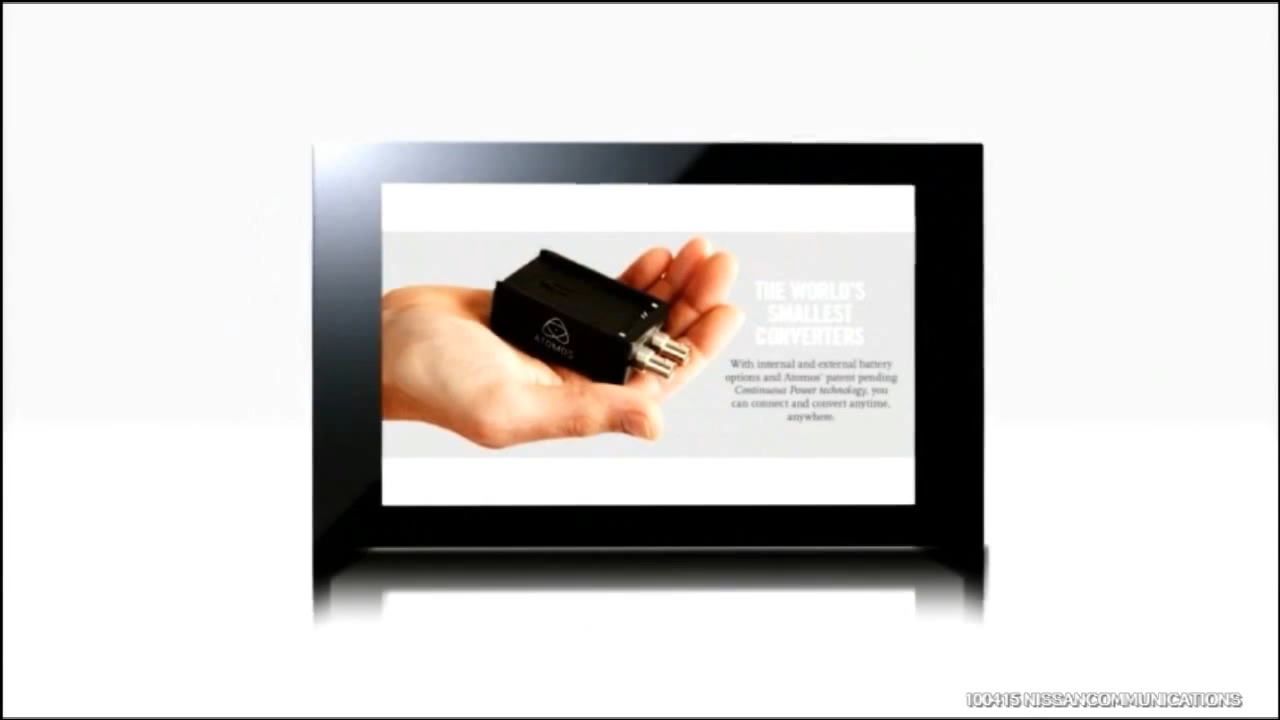 ATOMOS
THE WORLD'S
SMALLEST
CONVERTERS
With internal and external battery
options and Atomos' patent pending
Continuous Power technology, you
can connect and convert anytime,
anywhere.
100415 NISSANCOMMUNICATIONS